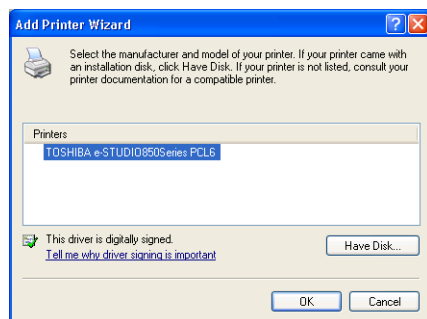 Add Printer Wizard
Select the manufacturer and model of your printer. If your printer came with
an installation disk, click Have Disk. If your printer is not listed, consult your
printer documentation for a compatible printer.
Printers
TOSHIBA e-STUDIO850Series PCL6
This driver is digitally signed.
Tell me why driver signing is important
Have Disk...
OK
Cancel